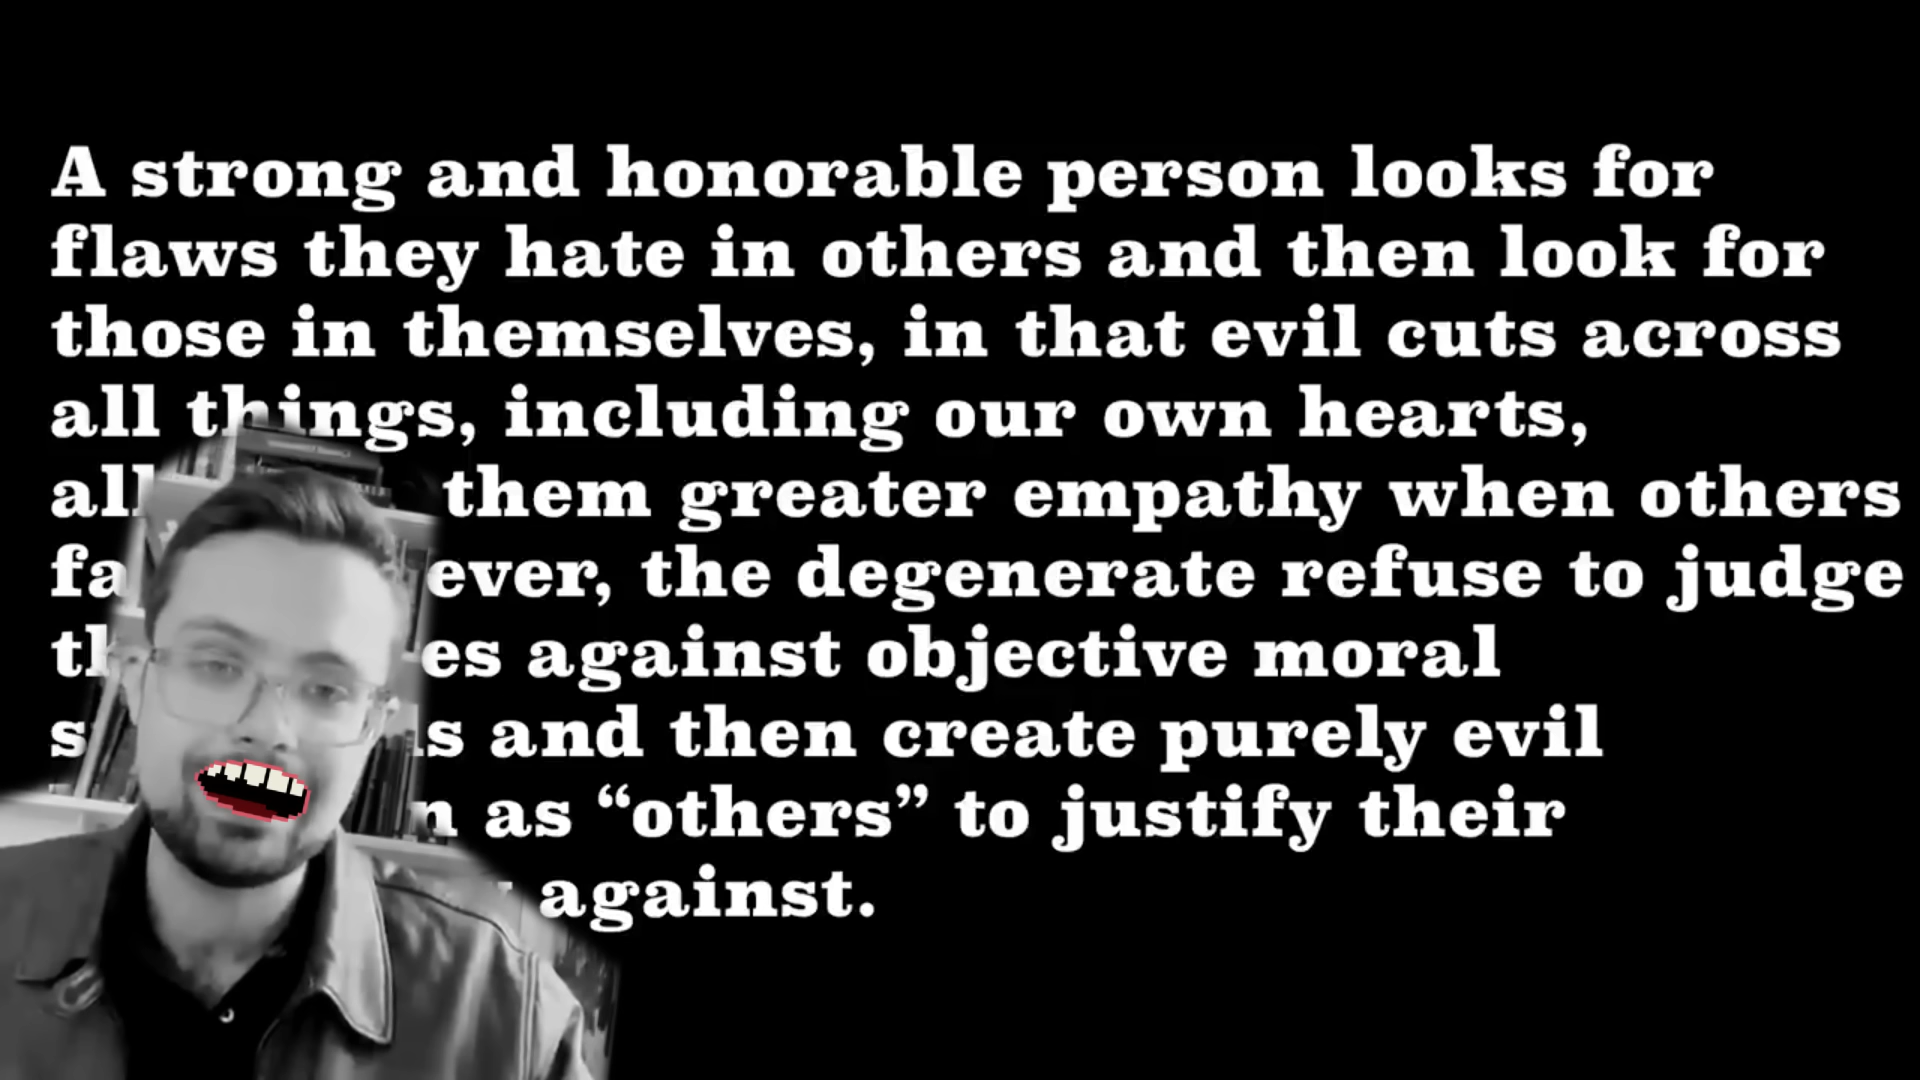 A strong and honorable person looks for
flaws they hate in others and then look for
those in themselves, in that evil cuts across
all things, including our own hearts,
them greater empathy when others
the degenerate refuse to judge
against objective moral
and then create purely evil
as “others” to justify their
against.